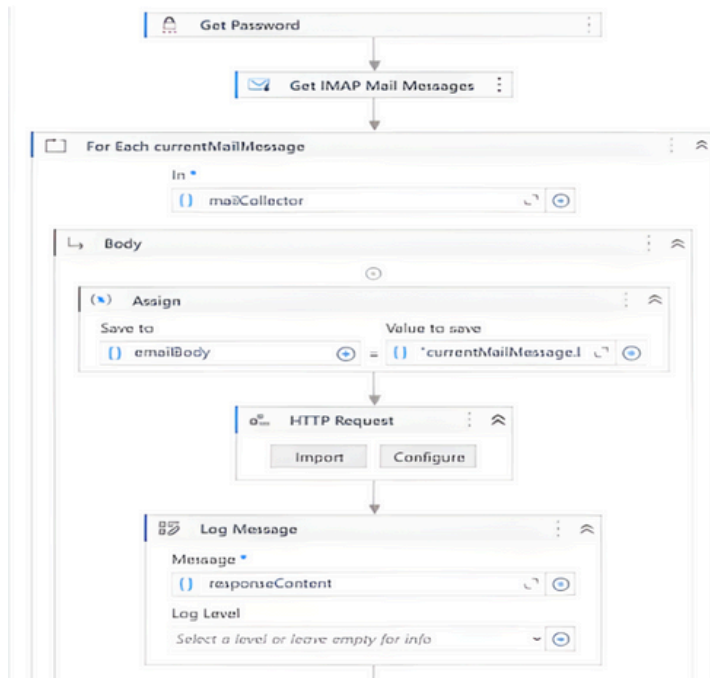 Get Password
Get IMAP Mail Messages
For Each currentMailMessage
In *
mailCollector
Body
Assign
Save to Value to save
emailBody = "currentMailMessage.
HTTP Request
Import Configure
Log Message
Message *
responseContent
Log Level
Select a level or leave empty for info